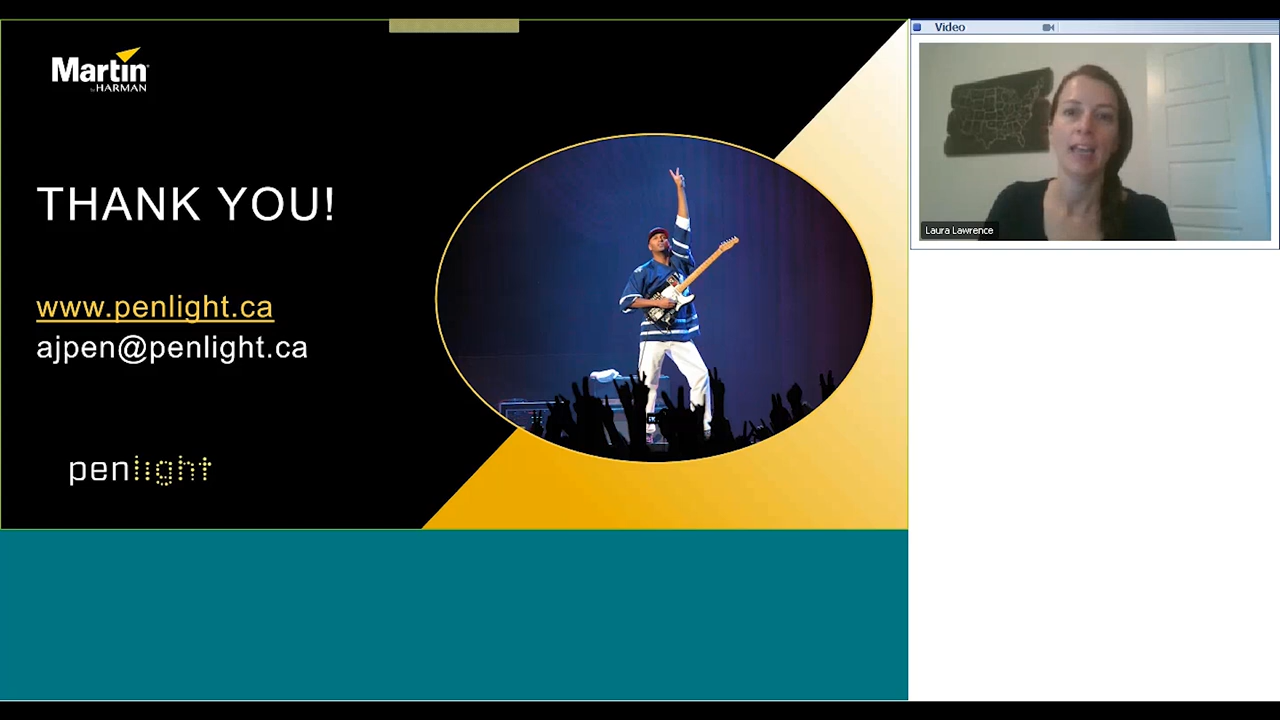 Martin
by HARMAN
THANK YOU!
www.penlight.ca
ajpen@penlight.ca
penlight
Video
Laura Lawrence